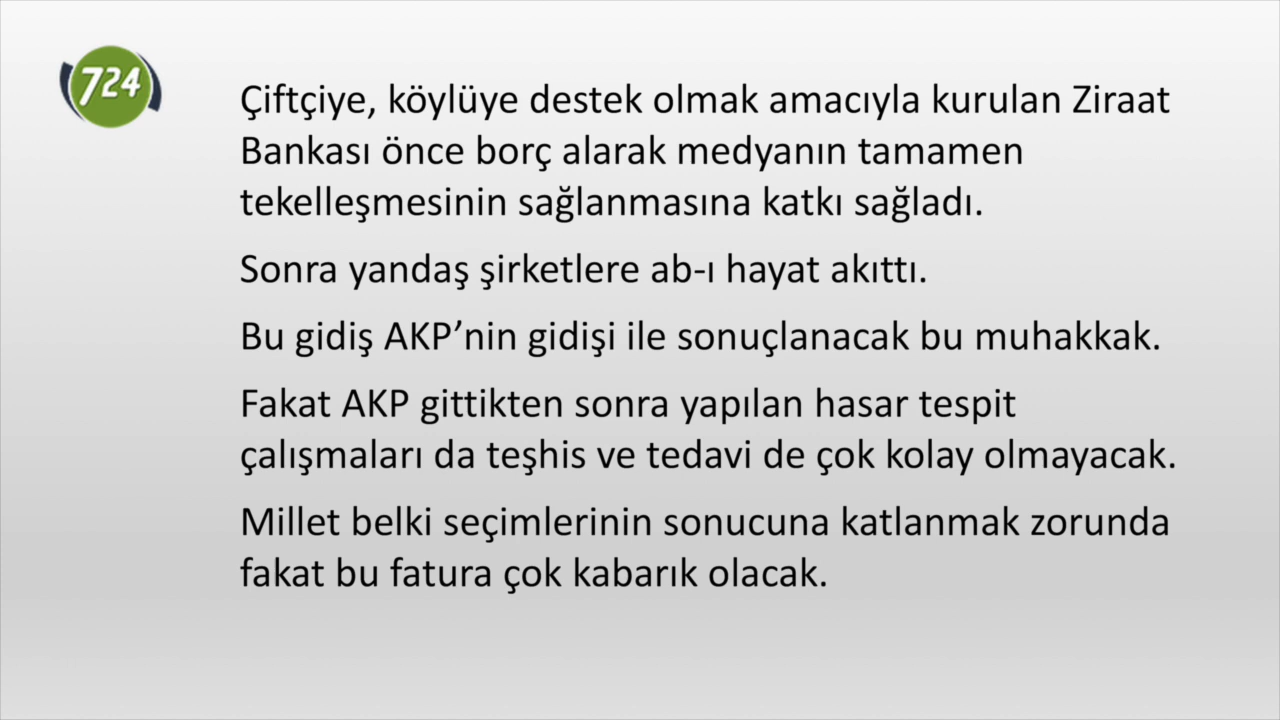 724
Çiftçiye, köylüye destek olmak amacıyla kurulan Ziraat
Bankası önce borç alarak medyanın tamamen
tekelleşmesinin sağlanmasına katkı sağladı.
Sonra yandaş şirketlere ab-ı hayat akıttı.
Bu gidiş AKP’nin gidişi ile sonuçlanacak bu muhakkak.
Fakat AKP gittikten sonra yapılan hasar tespit
çalışmaları da teşhis ve tedavi de çok kolay olmayacak.
Millet belki seçimlerinin sonucuna katlanmak zorunda
fakat bu fatura çok kabarık olacak.